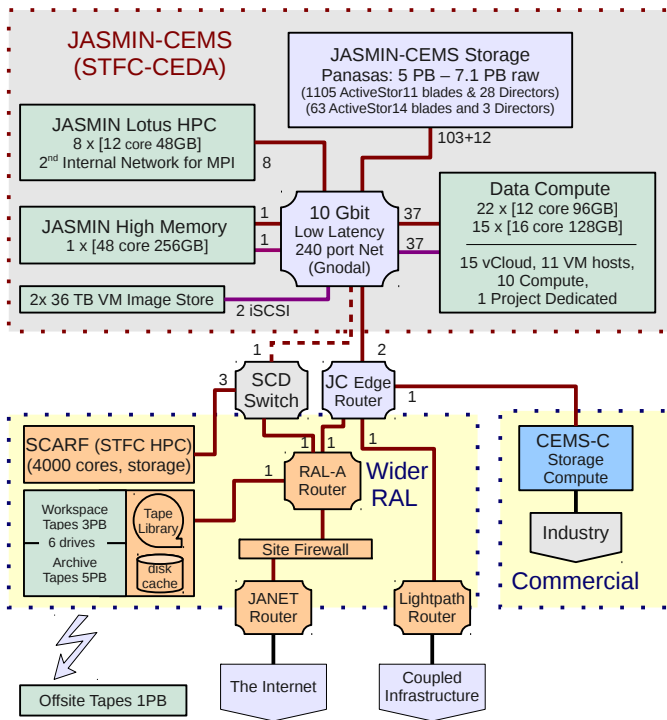 JASMIN-CEMS
(STFC-CEDA)
JASMIN-CEMS Storage
Panasas: 5 PB – 7.1 PB raw
(1105 ActiveStor11 blades & 28 Directors)
(63 ActiveStor14 blades and 3 Directors)
103+12
JASMIN Lotus HPC
8 x [12 core 48GB]
2nd Internal Network for MPI
8
JASMIN High Memory
1 x [48 core 256GB]
1
1
10 Gbit
Low Latency
240 port Net
(Gnodal)
37
37
Data Compute
22 x [12 core 96GB]
15 x [16 core 128GB]
15 vCloud, 11 VM hosts,
10 Compute,
1 Project Dedicated
2x 36 TB VM Image Store
2 iSCSI
1
2
3
SCD
Switch
JC Edge
Router
1
SCARF (STFC HPC)
(4000 cores, storage)
1
1
1
1
RAL-A
Router
Wider
RAL
CEMS-C
Storage
Compute
Workspace
Tapes 3PB
6 drives
Archive
Tapes 5PB
Tape
Library
disk
cache
Site Firewall
Industry
Commercial
JANET
Router
Lightpath
Router
The Internet
Coupled
Infrastructure
Offsite Tapes 1PB